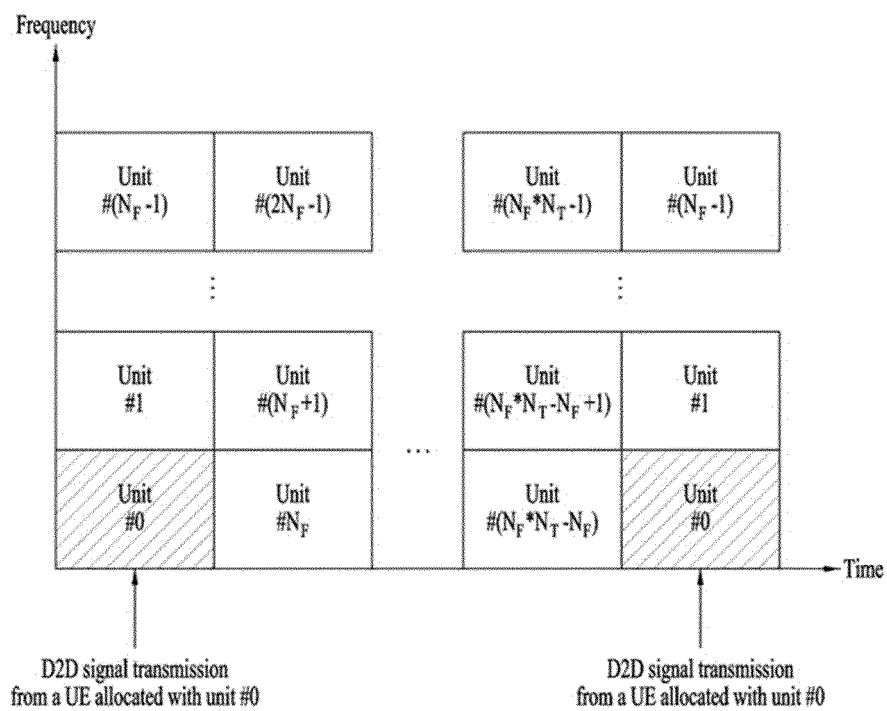 Frequency
Unit
#(N_F -1)
Unit
#(2N_F -1)
Unit
#(N_F*N_T -1)
Unit
#(N_F -1)
⋮
⋮
Unit
#1
Unit
#(N_F +1)
Unit
#(N_F*N_T -N_F +1)
Unit
#1
...
Unit
#0
Unit
#N_F
Unit
#(N_F*N_T -N_F)
Unit
#0
Time
D2D signal transmission
from a UE allocated with unit #0
D2D signal transmission
from a UE allocated with unit #0